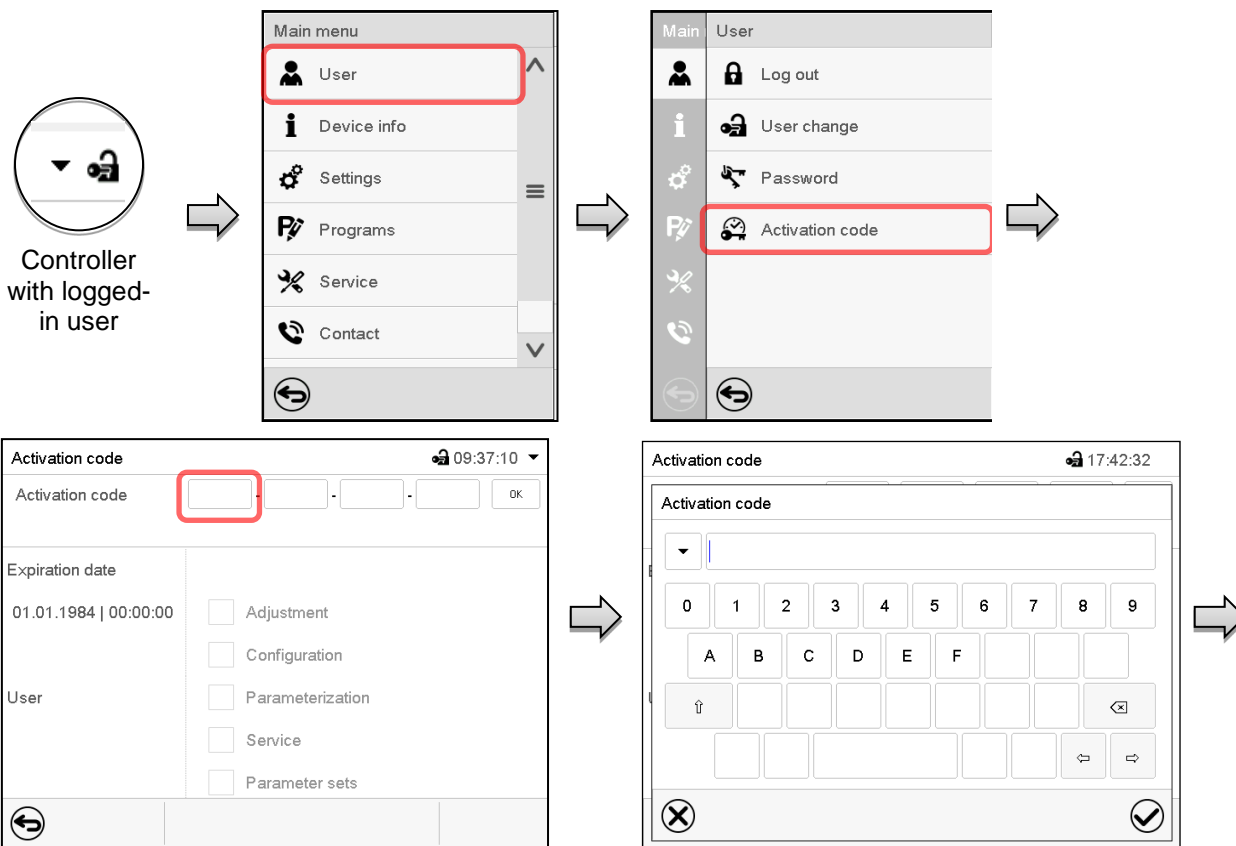 Controller
with logged-
in user
Main menu
User
Device info
Settings
Programs
Service
Contact
Main
User
Log out
User change
Password
Activation code
Activation code
09:37:10
Activation code
- - -
OK
Expiration date
01.01.1984 | 00:00:00
Adjustment
Configuration
User
Parameterization
Service
Parameter sets
Activation code
17:42:32
Activation code
0 1 2 3 4 5 6 7 8 9
A B C D E F